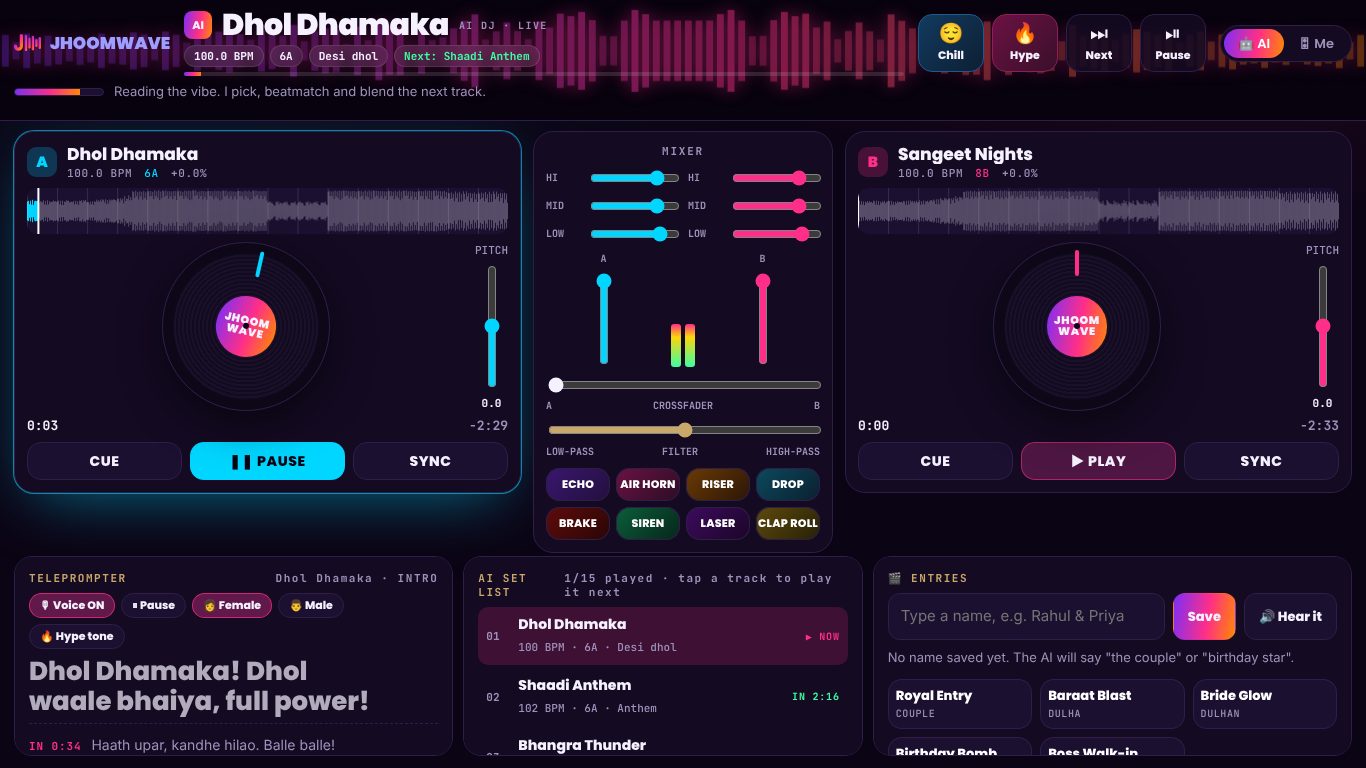 JHOOMWAVE
AI Dhol Dhamaka AI DJ · LIVE
100.0 BPM 6A Desi dhol Next: Shaadi Anthem
😌 Chill
🔥 Hype
⏭ Next
⏯ Pause
🤖 AI 🎚 Me
Reading the vibe. I pick, beatmatch and blend the next track.
A Dhol Dhamaka
100.0 BPM 6A +0.0%
PITCH
JHOOM
WAVE
0.0
0:03 -2:29
CUE ❚❚ PAUSE SYNC
MIXER
HI HI
MID MID
LOW LOW
A B
A CROSSFADER B
LOW-PASS FILTER HIGH-PASS
ECHO AIR HORN RISER DROP
BRAKE SIREN LASER CLAP ROLL
B Sangeet Nights
100.0 BPM 8B +0.0%
PITCH
JHOOM
WAVE
0.0
0:00 -2:33
CUE ▶ PLAY SYNC
TELEPROMPTER Dhol Dhamaka · INTRO
🎙 Voice ON ⏸ Pause 👩 Female 👨 Male
🔥 Hype tone
Dhol Dhamaka! Dhol
waale bhaiya, full power!
IN 0:34 Haath upar, kandhe hilao. Balle balle!
AI SET
LIST
1/15 played · tap a track to play
it next
01 Dhol Dhamaka ▶ NOW
100 BPM · 6A · Desi dhol
02 Shaadi Anthem IN 2:16
102 BPM · 6A · Anthem
Bhangra Thunder
🎬 ENTRIES
Type a name, e.g. Rahul & Priya Save 🔊 Hear it
No name saved yet. The AI will say "the couple" or "birthday star".
Royal Entry
COUPLE
Baraat Blast
DULHA
Bride Glow
DULHAN
Birthday Bomb
Boss Walk-in